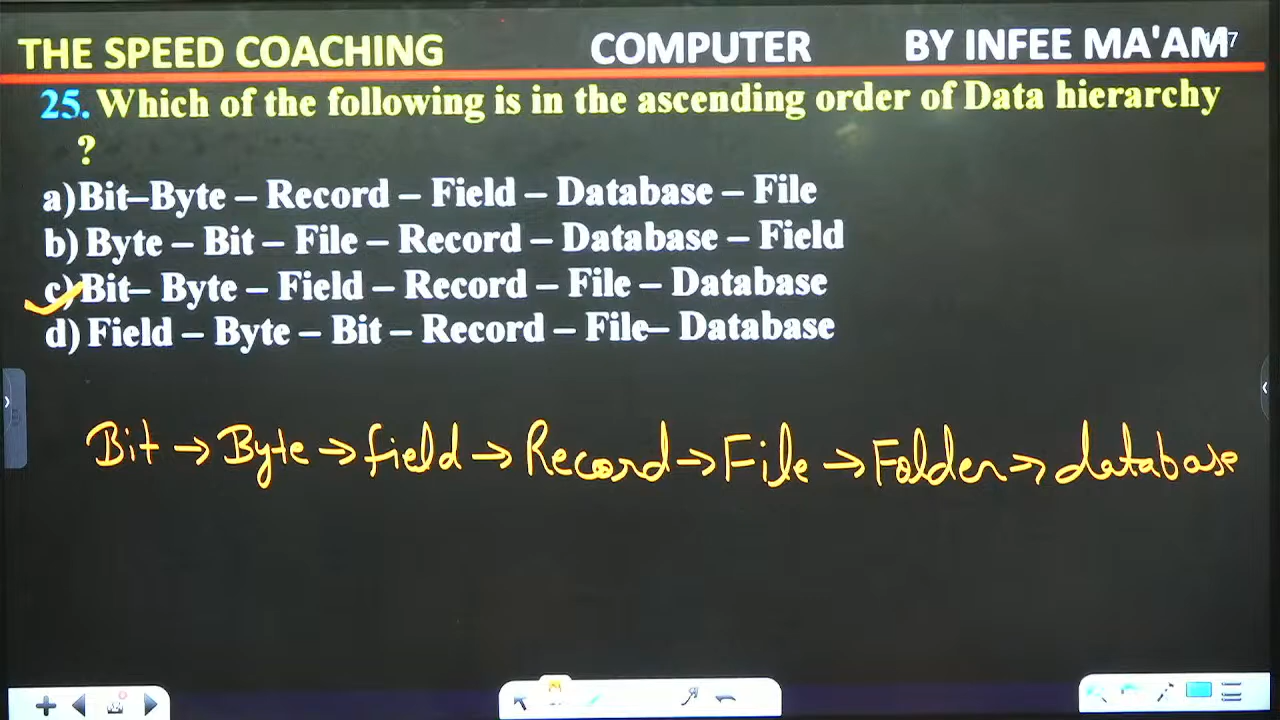 THE SPEED COACHING COMPUTER BY INFEE MA'AM
25. Which of the following is in the ascending order of Data hierarchy
?
a)Bit–Byte – Record – Field – Database – File
b) Byte – Bit – File – Record – Database – Field
c)Bit– Byte – Field – Record – File – Database
d) Field – Byte – Bit – Record – File– Database
Bit → Byte → field → Record → File → Folder → database